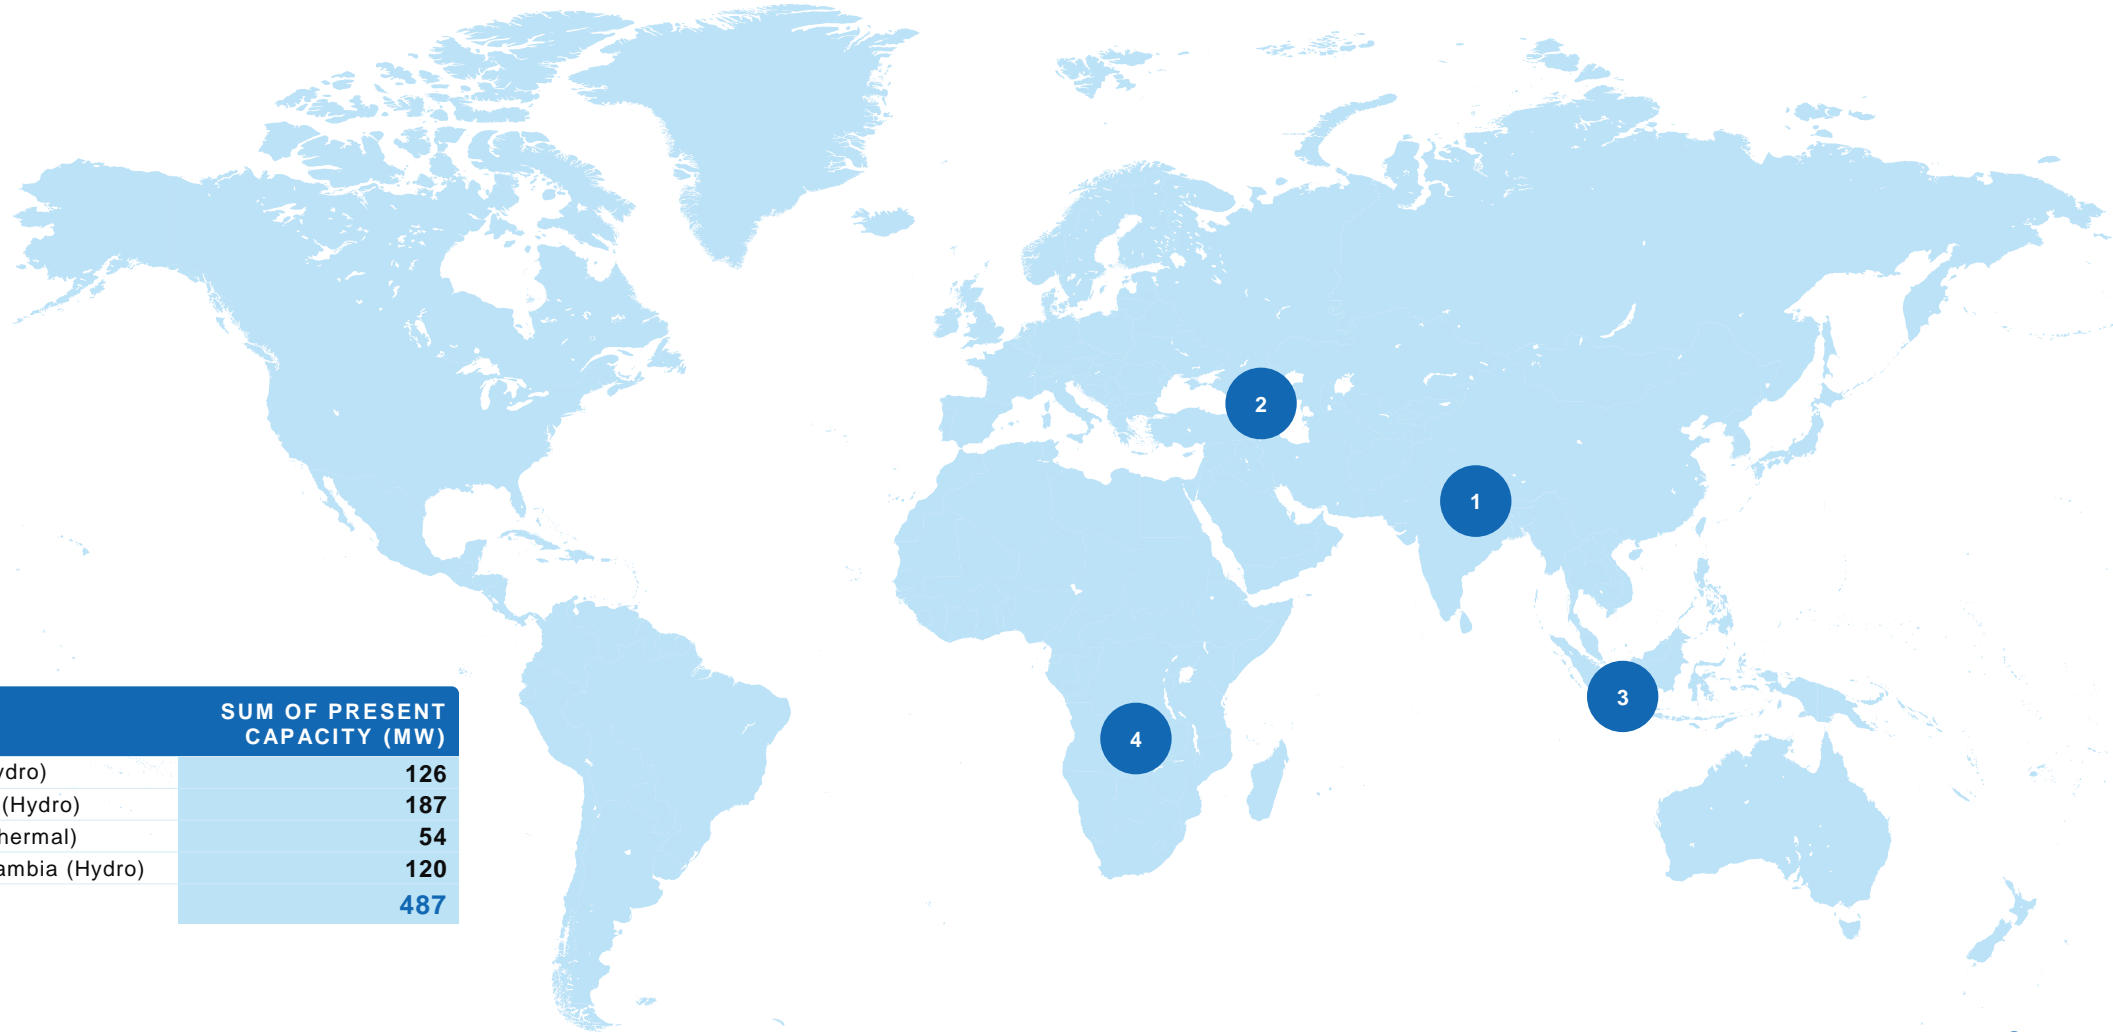 2
1
3
4
SUM OF PRESENT
CAPACITY (MW)
ydro) 126
(Hydro) 187
hermal) 54
ambia (Hydro) 120
487